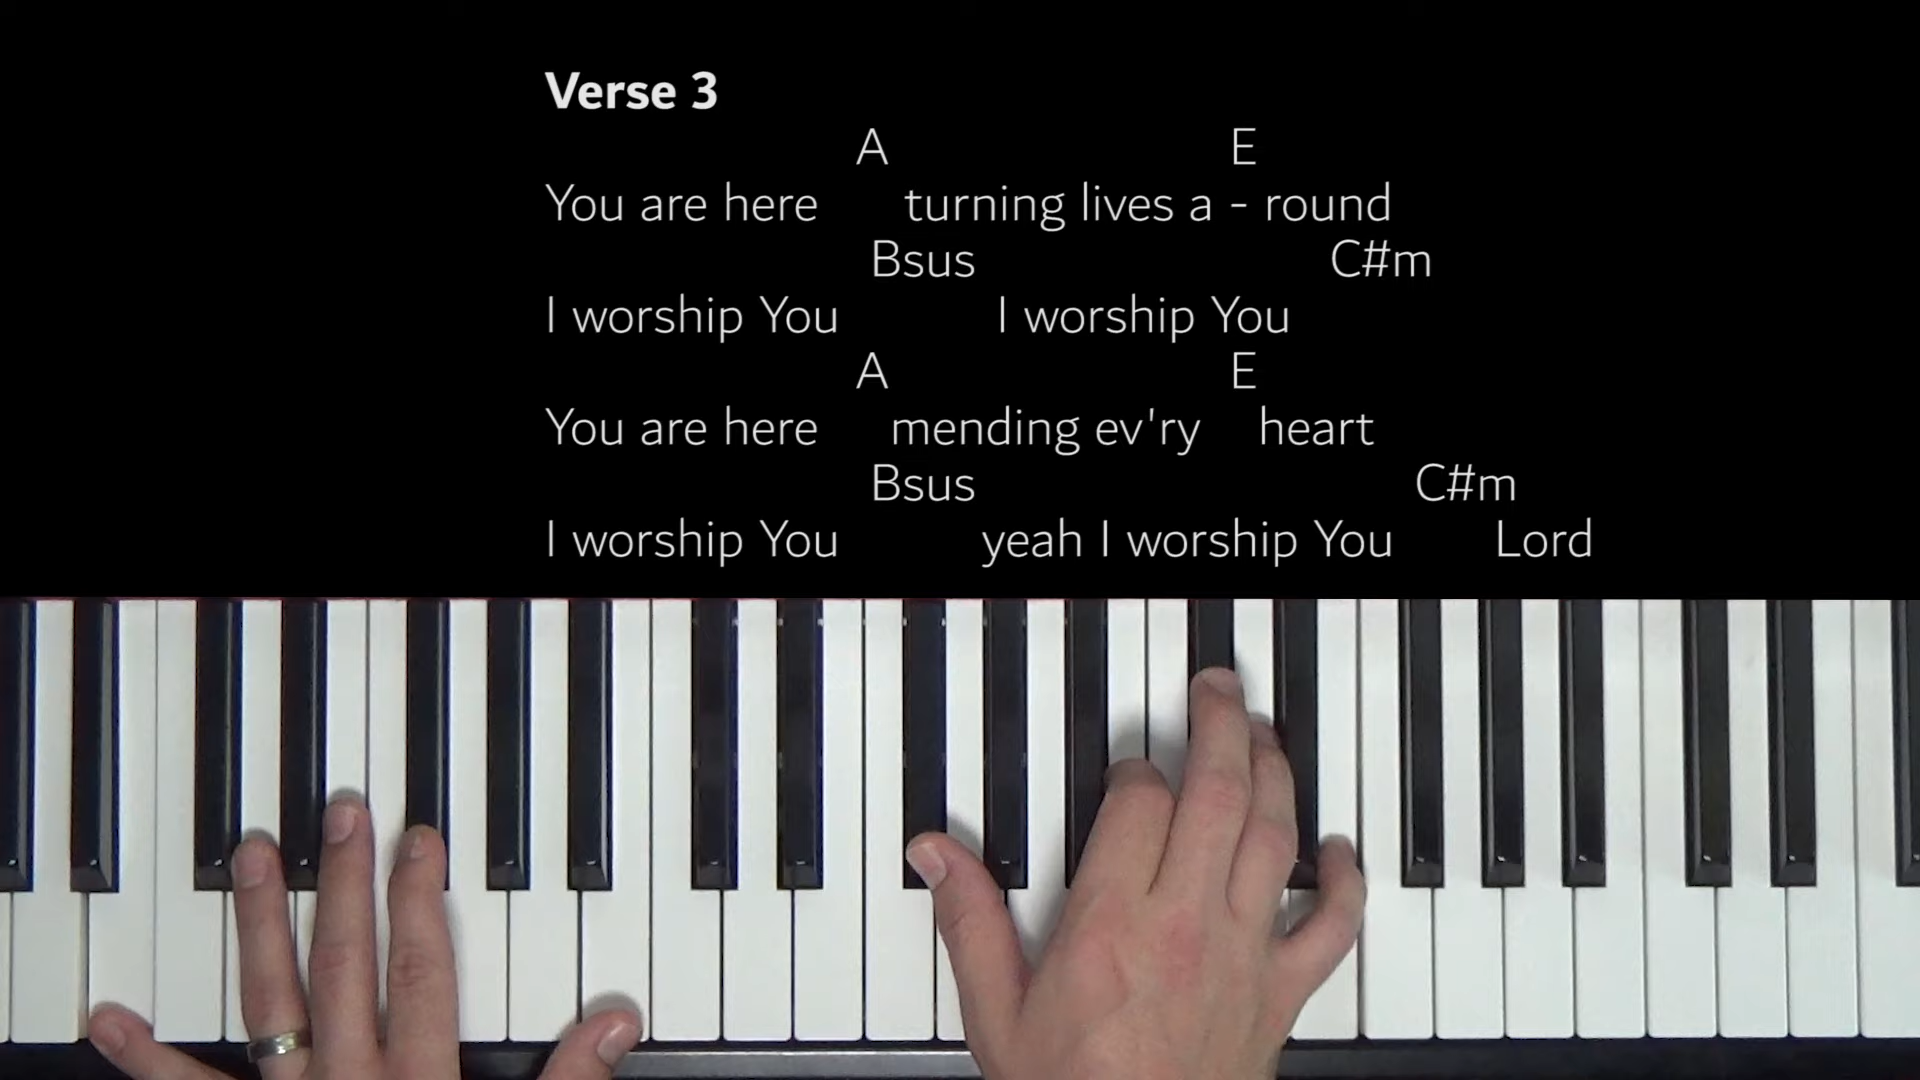 Verse 3
A E
You are here turning lives a - round
Bsus C#m
I worship You I worship You
A E
You are here mending ev'ry heart
Bsus C#m
I worship You yeah I worship You Lord